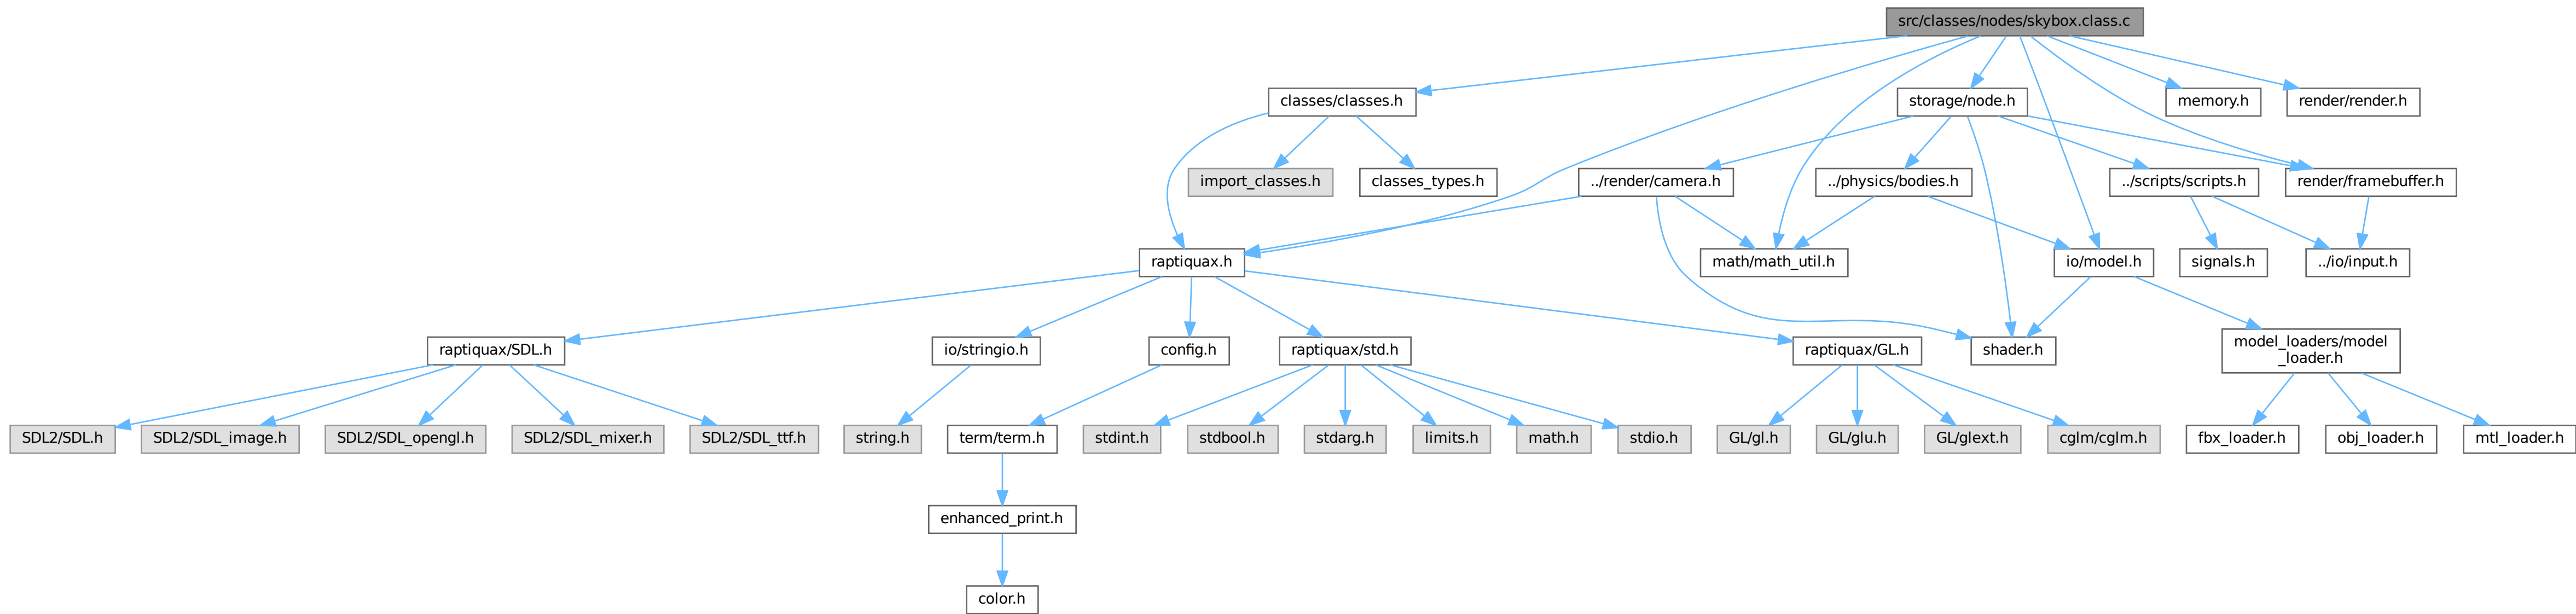 src/classes/nodes/skybox.class.c
classes/classes.h
storage/node.h
memory.h
render/render.h
import_classes.h
classes_types.h
../render/camera.h
../physics/bodies.h
../scripts/scripts.h
render/framebuffer.h
raptiquax.h
math/math_util.h
io/model.h
signals.h
../io/input.h
raptiquax/SDL.h
io/stringio.h
config.h
raptiquax/std.h
raptiquax/GL.h
shader.h
model_loaders/model
_loader.h
SDL2/SDL.h
SDL2/SDL_image.h
SDL2/SDL_opengl.h
SDL2/SDL_mixer.h
SDL2/SDL_ttf.h
string.h
term/term.h
stdint.h
stdbool.h
stdarg.h
limits.h
math.h
stdio.h
GL/gl.h
GL/glu.h
GL/glext.h
cglm/cglm.h
fbx_loader.h
obj_loader.h
mtl_loader.h
enhanced_print.h
color.h